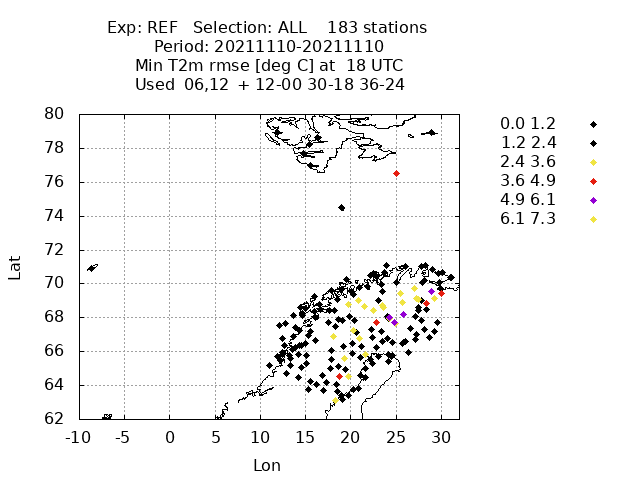 Exp: REF Selection: ALL 183 stations
Period: 20211110-20211110
Min T2m rmse [deg C] at 18 UTC
Used 06,12 + 12-00 30-18 36-24
80
78
76
74
72
70
68
66
64
62
-10 -5 0 5 10 15 20 25 30
Lat
Lon
0.0 1.2
1.2 2.4
2.4 3.6
3.6 4.9
4.9 6.1
6.1 7.3